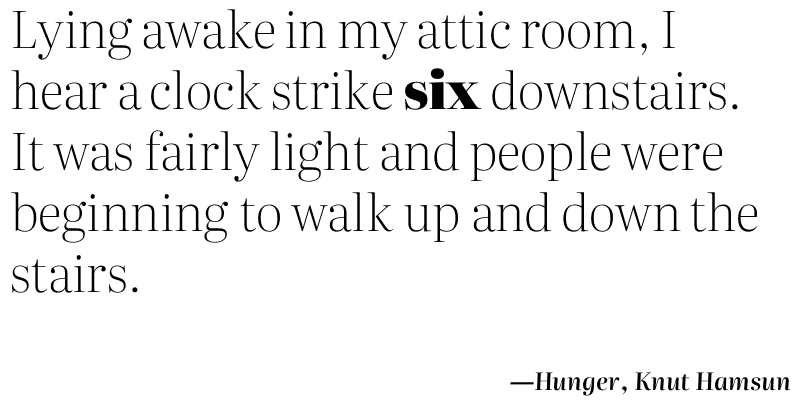 Lying awake in my attic room, I
hear a clock strike six downstairs.
It was fairly light and people were
beginning to walk up and down the
stairs.
—Hunger, Knut Hamsun